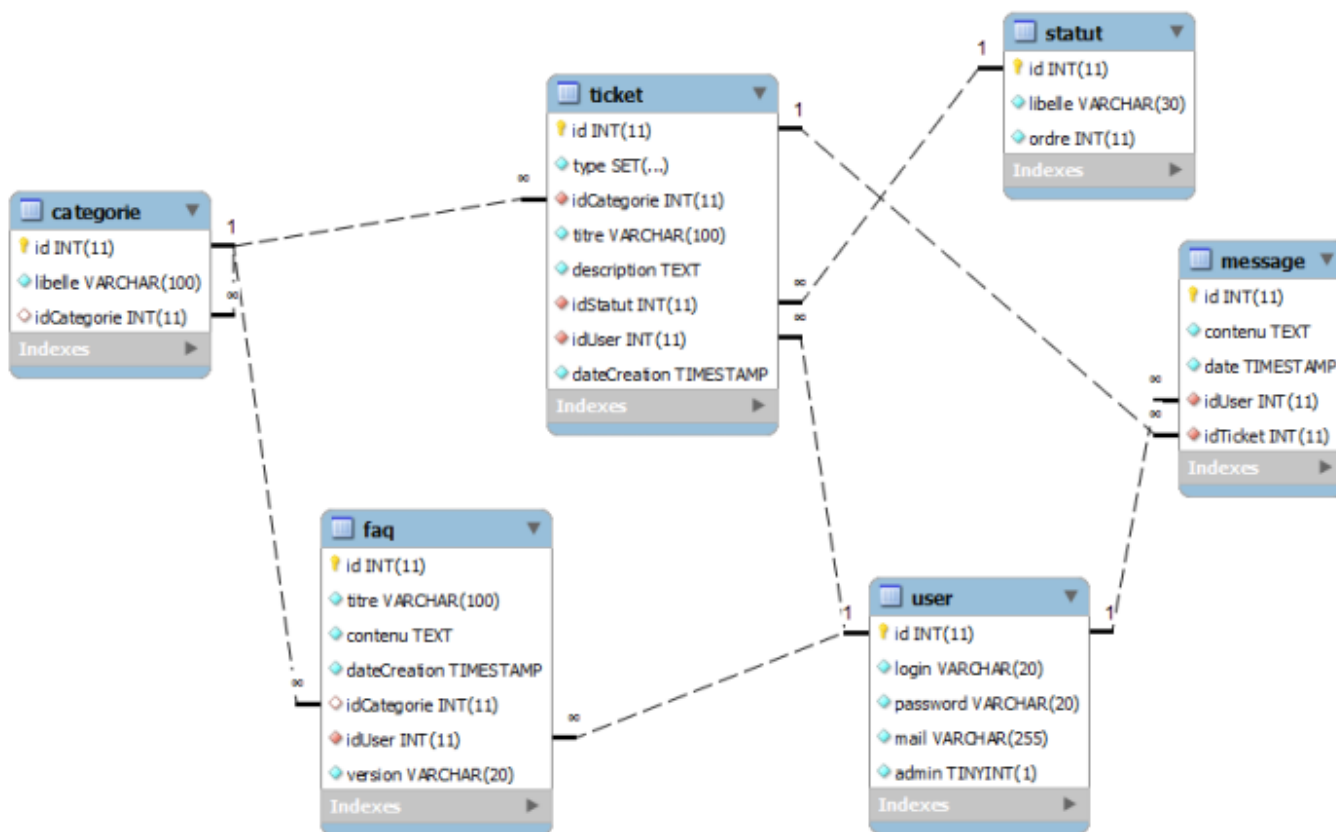 statut
1
id INT(11)
libelle VARCHAR(30)
ordre INT(11)
Indexes
ticket
1
id INT(11)
type SET(...)
∞
idCategorie INT(11)
titre VARCHAR(100)
description TEXT
∞
idStatut INT(11)
∞
idUser INT(11)
dateCreation TIMESTAMP
Indexes
categorie
1
id INT(11)
libelle VARCHAR(100)
∞
idCategorie INT(11)
Indexes
message
id INT(11)
contenu TEXT
date TIMESTAMP
∞
idUser INT(11)
∞
idTicket INT(11)
Indexes
faq
id INT(11)
titre VARCHAR(100)
contenu TEXT
dateCreation TIMESTAMP
∞
idCategorie INT(11)
∞
idUser INT(11)
version VARCHAR(20)
Indexes
user
1
1
id INT(11)
login VARCHAR(20)
password VARCHAR(20)
mail VARCHAR(255)
admin TINYINT(1)
Indexes